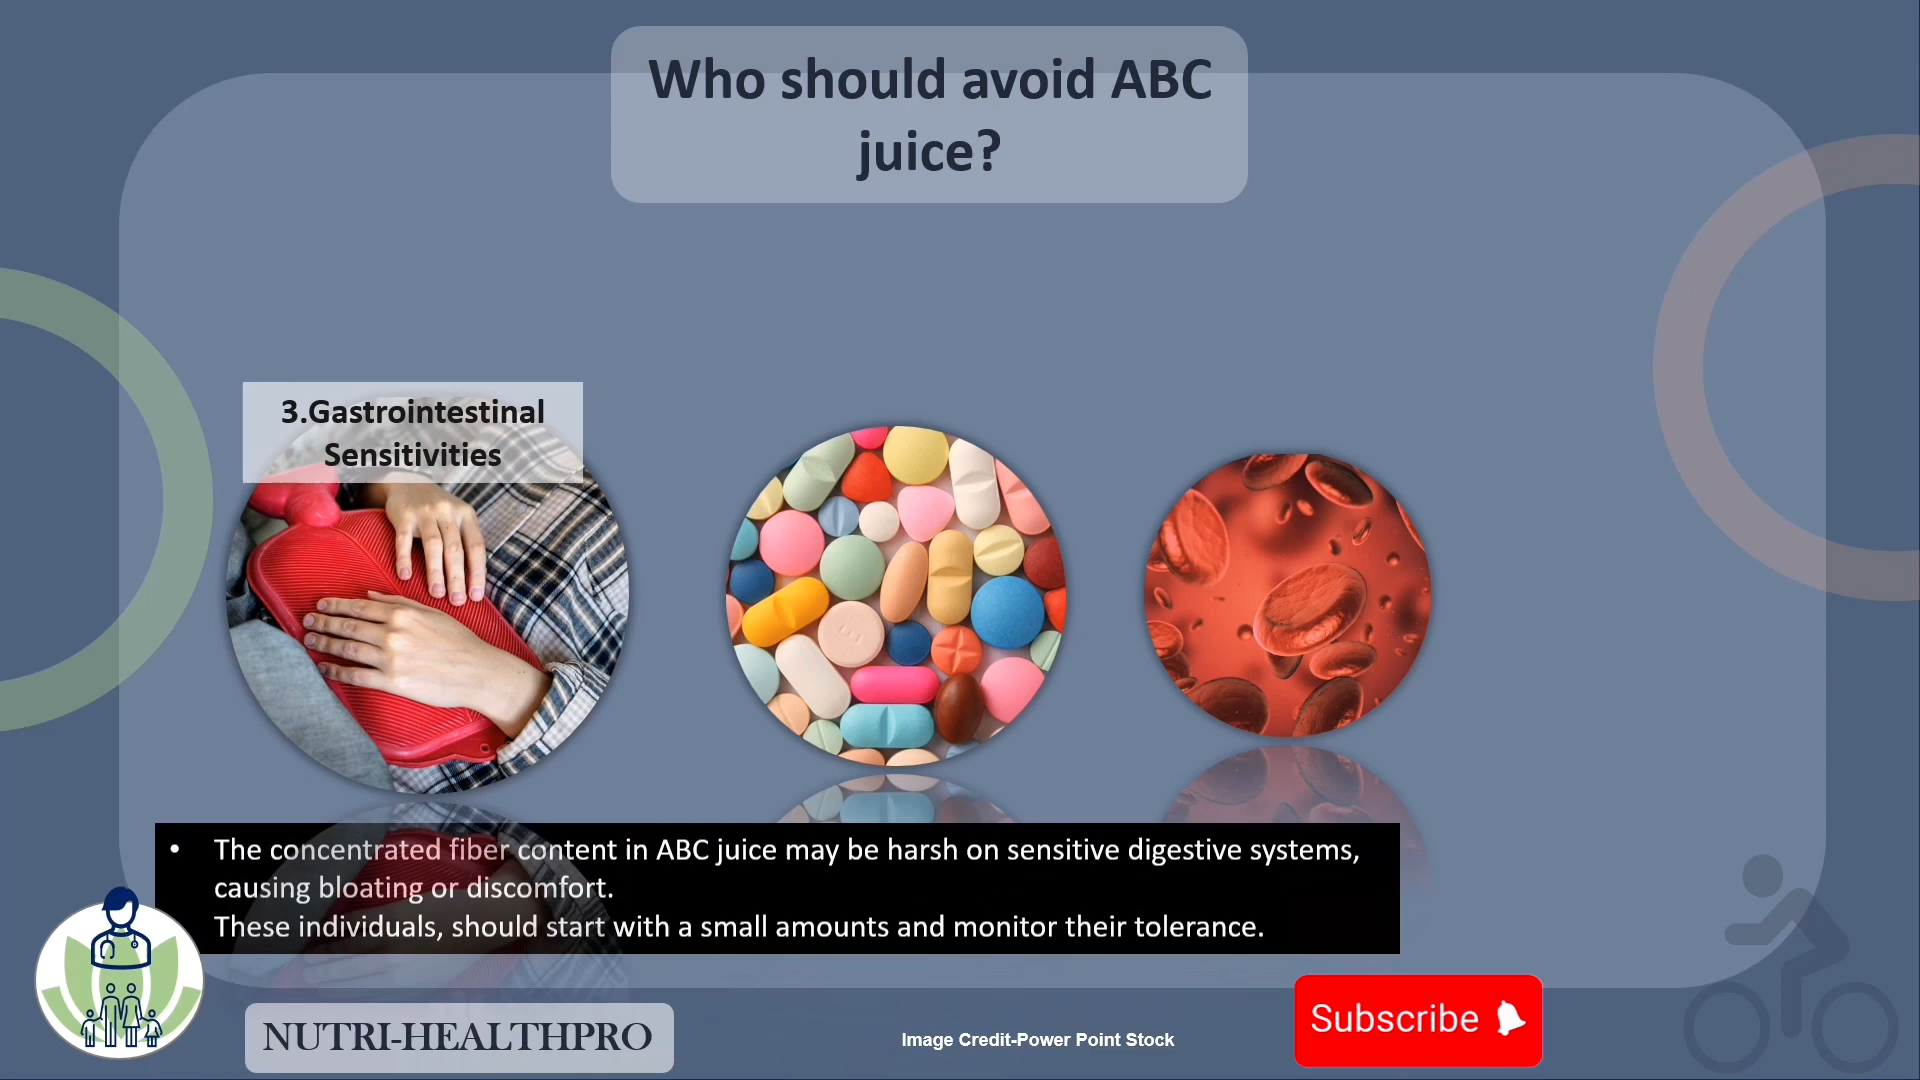 Who should avoid ABC
juice?
3.Gastrointestinal
Sensitivities
• The concentrated fiber content in ABC juice may be harsh on sensitive digestive systems,
causing bloating or discomfort.
These individuals, should start with a small amounts and monitor their tolerance.
NUTRI-HEALTHPRO
Image Credit-Power Point Stock
Subscribe